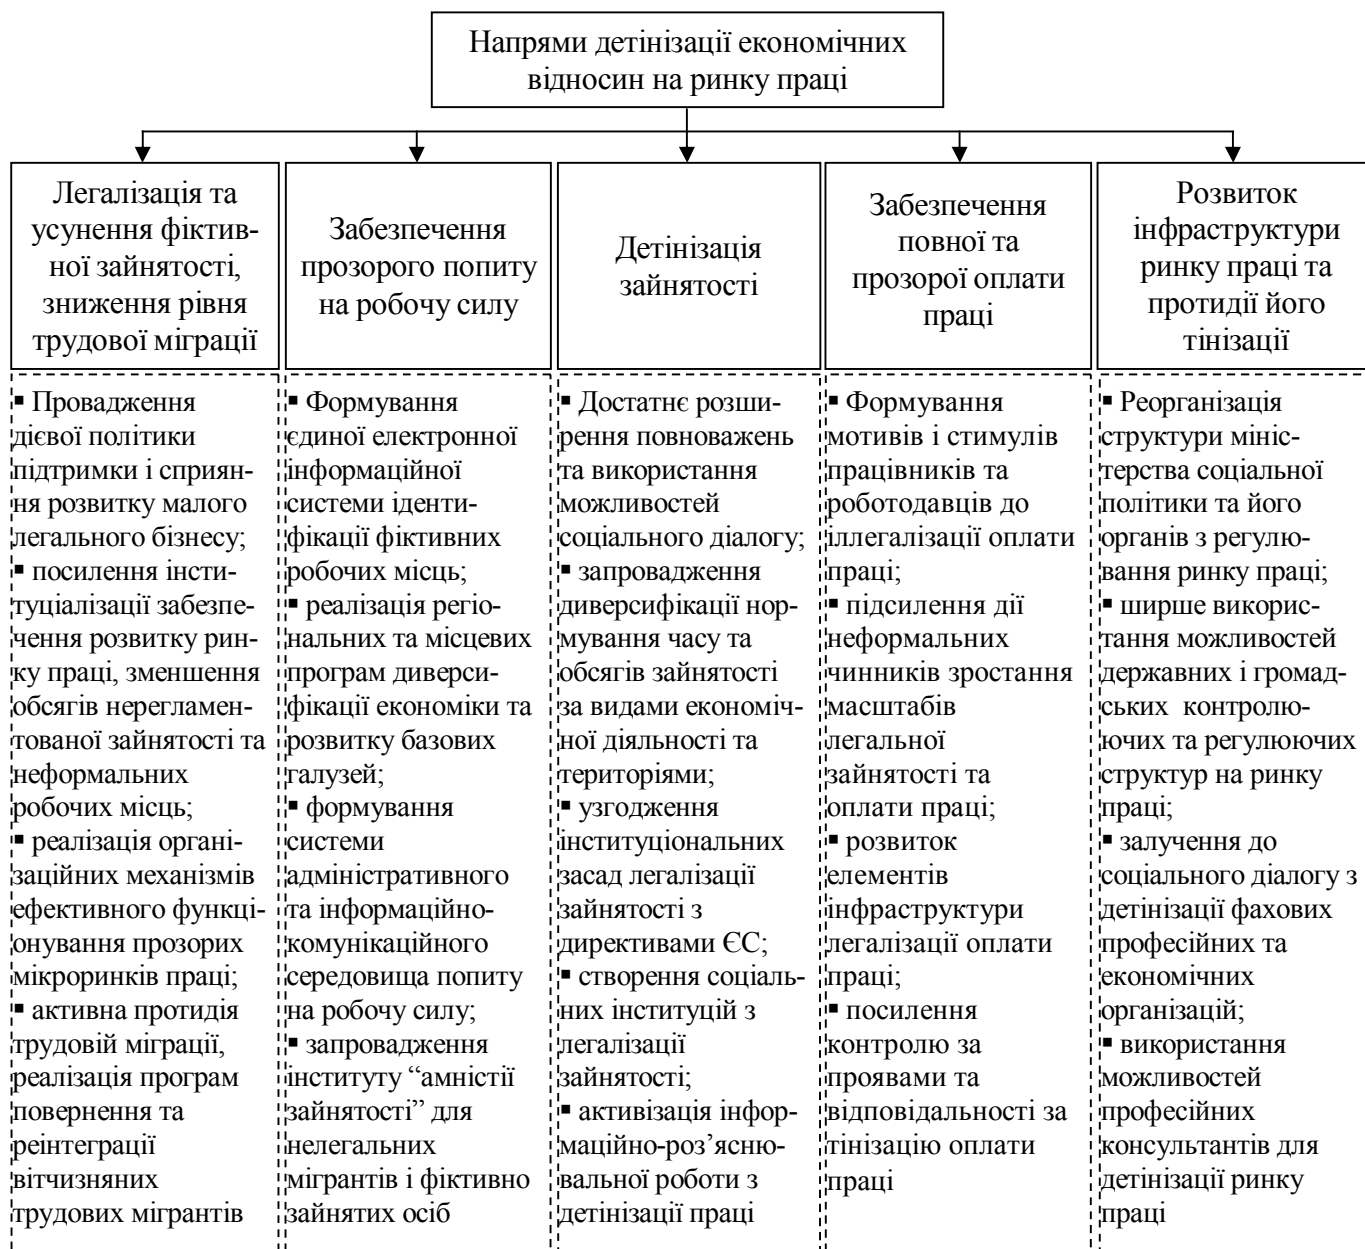 Напрями детінізації економічних
відносин на ринку праці
Легалізація та
усунення фіктив-
ної зайнятості,
зниження рівня
трудової міграції
Забезпечення
прозорого попиту
на робочу силу
Детінізація
зайнятості
Забезпечення
повної та
прозорої оплати
праці
Розвиток
інфраструктури
ринку праці та
протидії його
тінізації
▪ Провадження
дієвої політики
підтримки і сприян-
ня розвитку малого
легального бізнесу;
▪ посилення інсти-
туціалізації забезпе-
чення розвитку рин-
ку праці, зменшення
обсягів нерегламен-
тованої зайнятості та
неформальних
робочих місць;
▪ реалізація органі-
заційних механізмів
ефективного функці-
онування прозорих
мікроринків праці;
▪ активна протидія
трудовій міграції,
реалізація програм
повернення та
реінтеграції
вітчизняних
трудових мігрантів
▪ Формування
єдиної електронної
інформаційної
системи іденти-
фікації фіктивних
робочих місць;
▪ реалізація регіо-
нальних та місцевих
програм диверси-
фікації економіки та
розвитку базових
галузей;
▪ формування
системи
адміністративного
та інформаційно-
комунікаційного
середовища попиту
на робочу силу;
▪ запровадження
інституту “амністії
зайнятості” для
нелегальних
мігрантів і фіктивно
зайнятих осіб
▪ Достатнє розши-
рення повноважень
та використання
можливостей
соціального діалогу;
▪ запровадження
диверсифікації нор-
мування часу та
обсягів зайнятості
за видами економіч-
ної діяльності та
територіями;
▪ узгодження
інституціональних
засад легалізації
зайнятості з
директивами ЄС;
▪ створення соціаль-
них інституцій з
легалізації
зайнятості;
▪ активізація інфор-
маційно-роз’ясню-
вальної роботи з
детінізації праці
▪ Формування
мотивів і стимулів
працівників та
роботодавців до
іллегалізації оплати
праці;
▪ підсилення дії
неформальних
чинників зростання
масштабів
легальної
зайнятості та
оплати праці;
▪ розвиток
елементів
інфраструктури
легалізації оплати
праці;
▪ посилення
контролю за
проявами та
відповідальності за
тінізацію оплати
праці
▪ Реорганізація
структури мініс-
терства соціальної
політики та його
органів з регулю-
вання ринку праці;
▪ ширше викорис-
тання можливостей
державних і громад-
ських контролю-
ючих та регулюючих
структур на ринку
праці;
▪ залучення до
соціального діалогу з
детінізації фахових
професійних та
економічних
організацій;
▪ використання
можливостей
професійних
консультантів для
детінізації ринку
праці